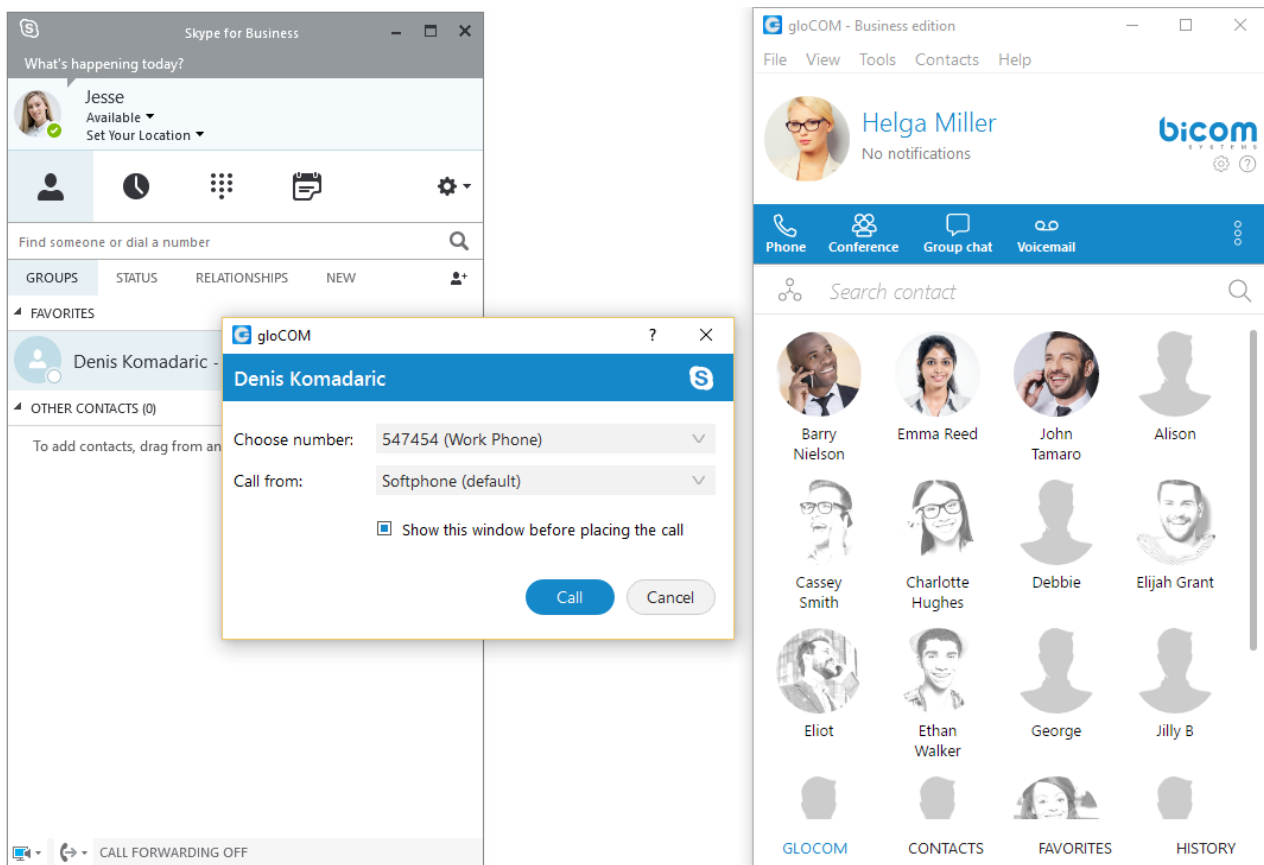 Skype for Business
What's happening today?
Jesse
Available
Set Your Location
Find someone or dial a number
GROUPS STATUS RELATIONSHIPS NEW
FAVORITES
Denis Komadaric -
OTHER CONTACTS (0)
To add contacts, drag from an
CALL FORWARDING OFF
gloCOM
?
Denis Komadaric
Choose number: 547454 (Work Phone)
Call from: Softphone (default)
Show this window before placing the call
Call Cancel
gloCOM - Business edition
File View Tools Contacts Help
Helga Miller
No notifications
bicom
SYSTEMS
?
Phone Conference Group chat Voicemail
Search contact
Barry Nielson Emma Reed John Tamaro Alison
Cassey Smith Charlotte Hughes Debbie Elijah Grant
Eliot Ethan Walker George Jilly B
GLOCOM CONTACTS FAVORITES HISTORY